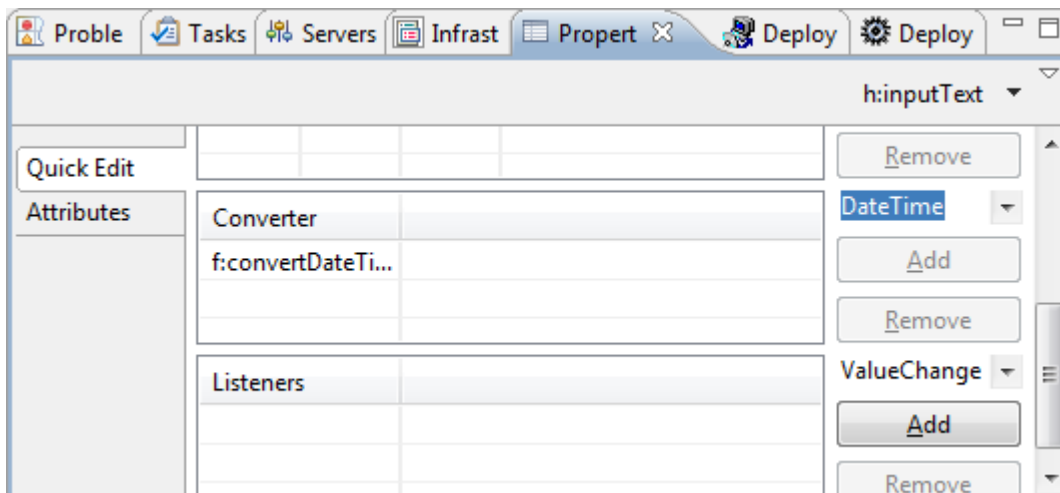 Proble Tasks Servers Infrast Propert Deploy Deploy
h:inputText
Remove
Quick Edit
Attributes
Converter
DateTime
f:convertDateTi...
Add
Remove
Listeners
ValueChange
Add
Remove